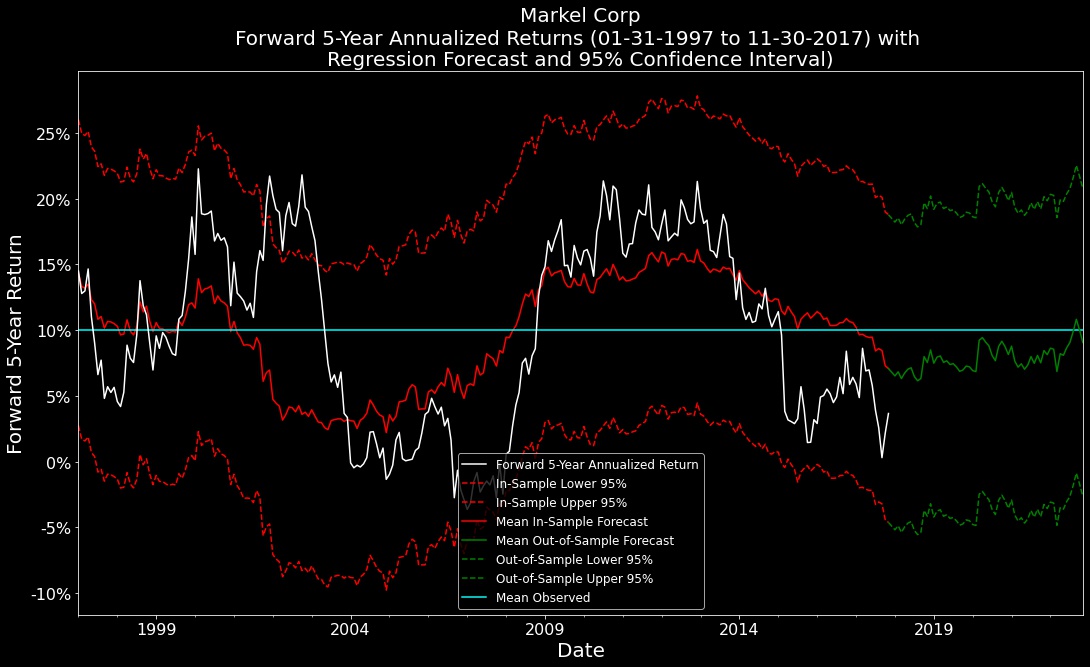 Markel Corp
Forward 5-Year Annualized Returns (01-31-1997 to 11-30-2017) with
Regression Forecast and 95% Confidence Interval)
Forward 5-Year Return
25%
20%
15%
10%
5%
0%
-5%
-10%
Forward 5-Year Annualized Return
In-Sample Lower 95%
In-Sample Upper 95%
Mean In-Sample Forecast
Mean Out-of-Sample Forecast
Out-of-Sample Lower 95%
Out-of-Sample Upper 95%
Mean Observed
1999
2004
2009
2014
2019
Date